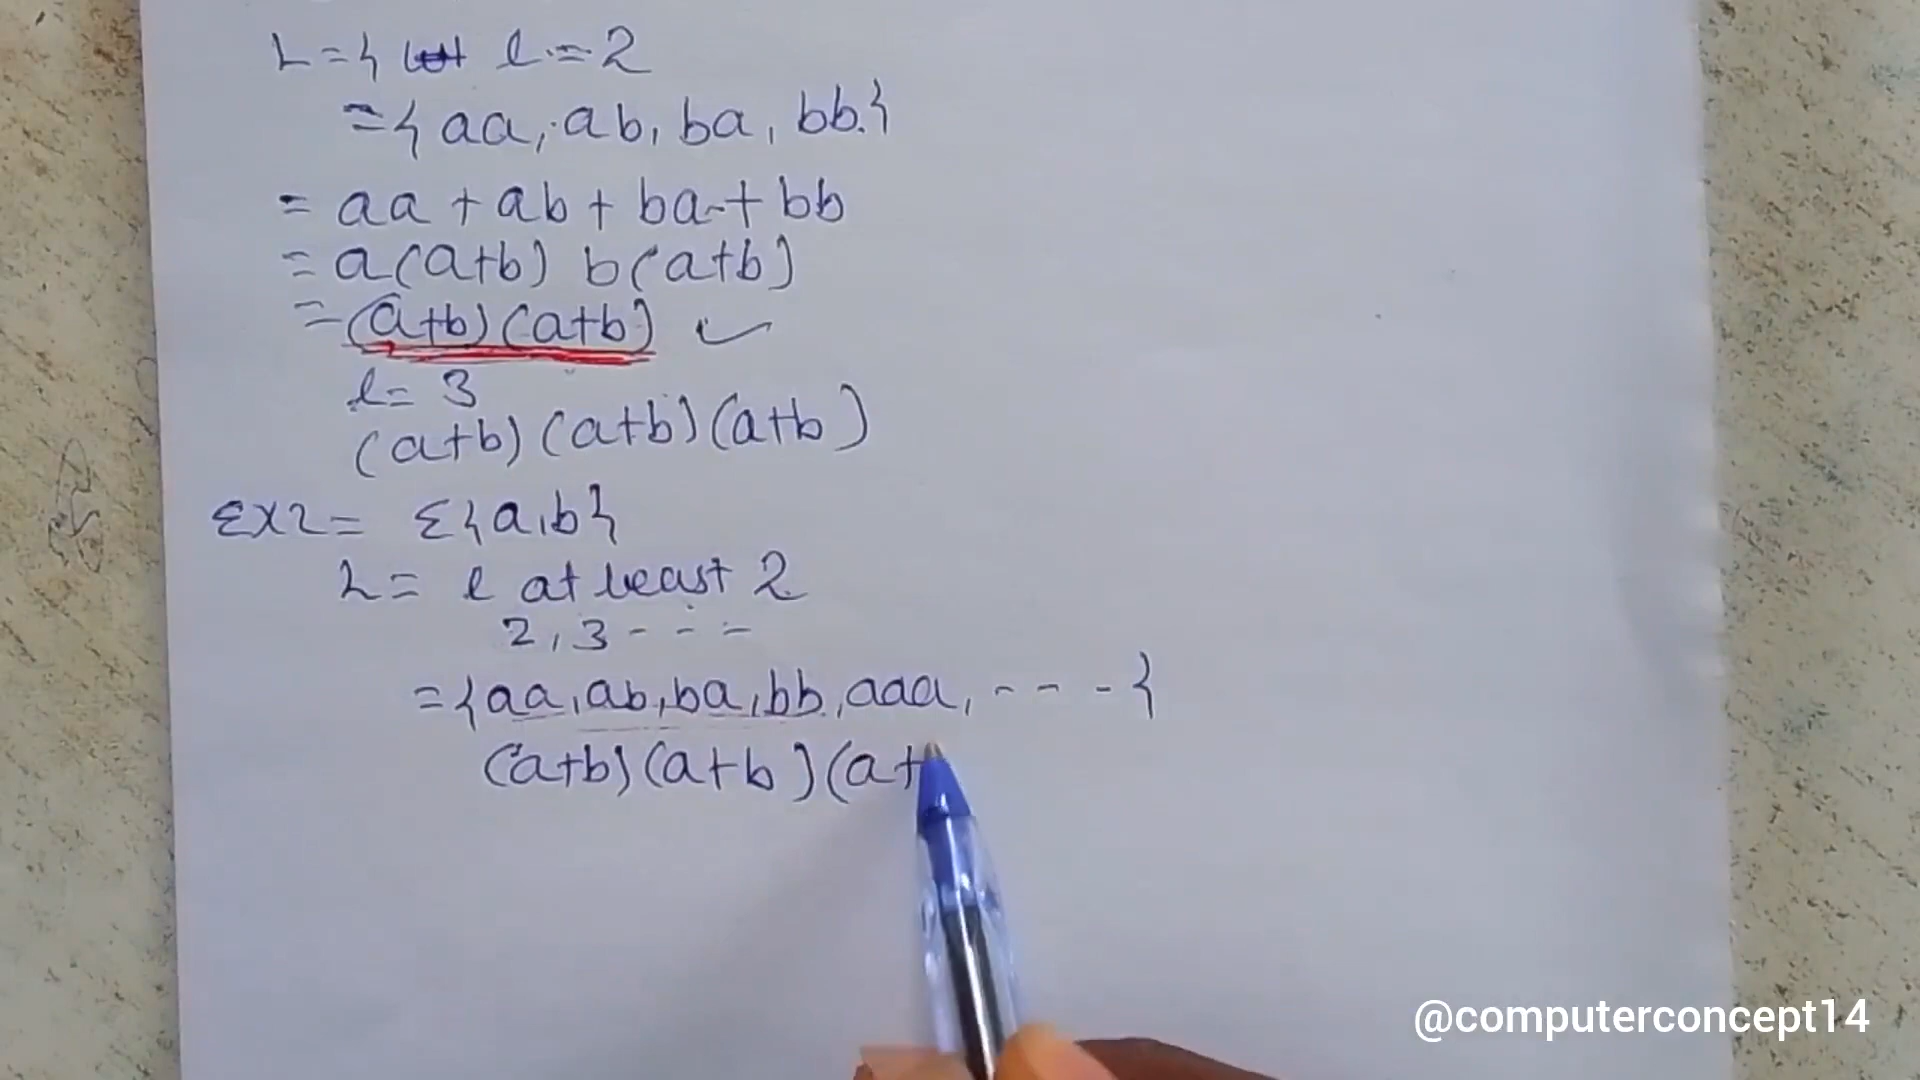 L = { l = 2
= { aa, ab, ba, bb. }
= aa + ab + ba + bb
= a(a+b) b(a+b)
= (a+b) (a+b) ✓
l = 3
(a+b) (a+b) (a+b)
Ex2 = Σ{a,b}
L = l at least 2
2, 3 - - -
= {aa, ab, ba, bb, aaa, - - - }
(a+b) (a+b) (a+
@computerconcept14